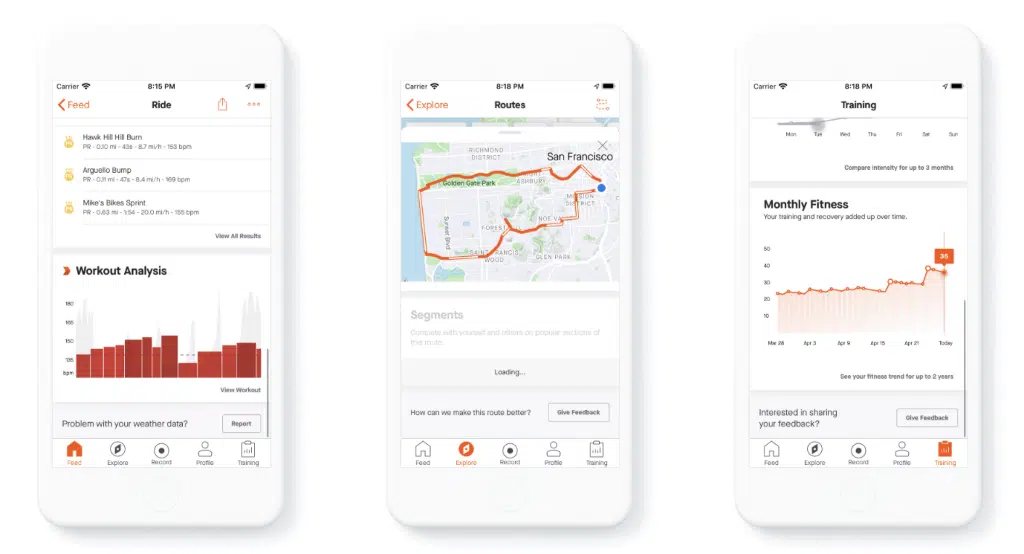 Carrier 8:15 PM
Feed Ride
Hawk Hill Hill Burn
PR - 0.10 mi - 43s - 8.7 mi/h - 153 bpm
Arguello Bump
PR - 0.11 mi - 47s - 8.4 mi/h - 169 bpm
Mike's Bikes Sprint
PR - 0.63 mi - 1:54 - 20.0 mi/h - 155 bpm
View All Results
Workout Analysis
165
150
135
bpm
View Workout
Problem with your weather data? Report
Feed Explore Record Profile Training
Carrier 8:18 PM
Explore Routes
RICHMOND
DISTRICT
San Francisco
Golden Gate Park
ASHBURY
MISSION
DISTRICT
NOE VA
Sunset Blvd
FOREST
SAINT FRANCIS
WOOD
GLEN PARK
Segments
Compete with yourself and others on popular sections of
this route.
Loading...
How can we make this route better? Give Feedback
Feed Explore Record Profile Training
Carrier 8:18 PM
Training
Mon Tue Wed Thu Fri Sat Sun
Compare intensity for up to 3 months
Monthly Fitness
Your training and recovery added up over time.
35
50
40
30
20
10
Mar 28 Apr 3 Apr 9 Apr 15 Apr 21 Today
See your fitness trend for up to 2 years
Interested in sharing
your feedback?
Give Feedback
Feed Explore Record Profile Training